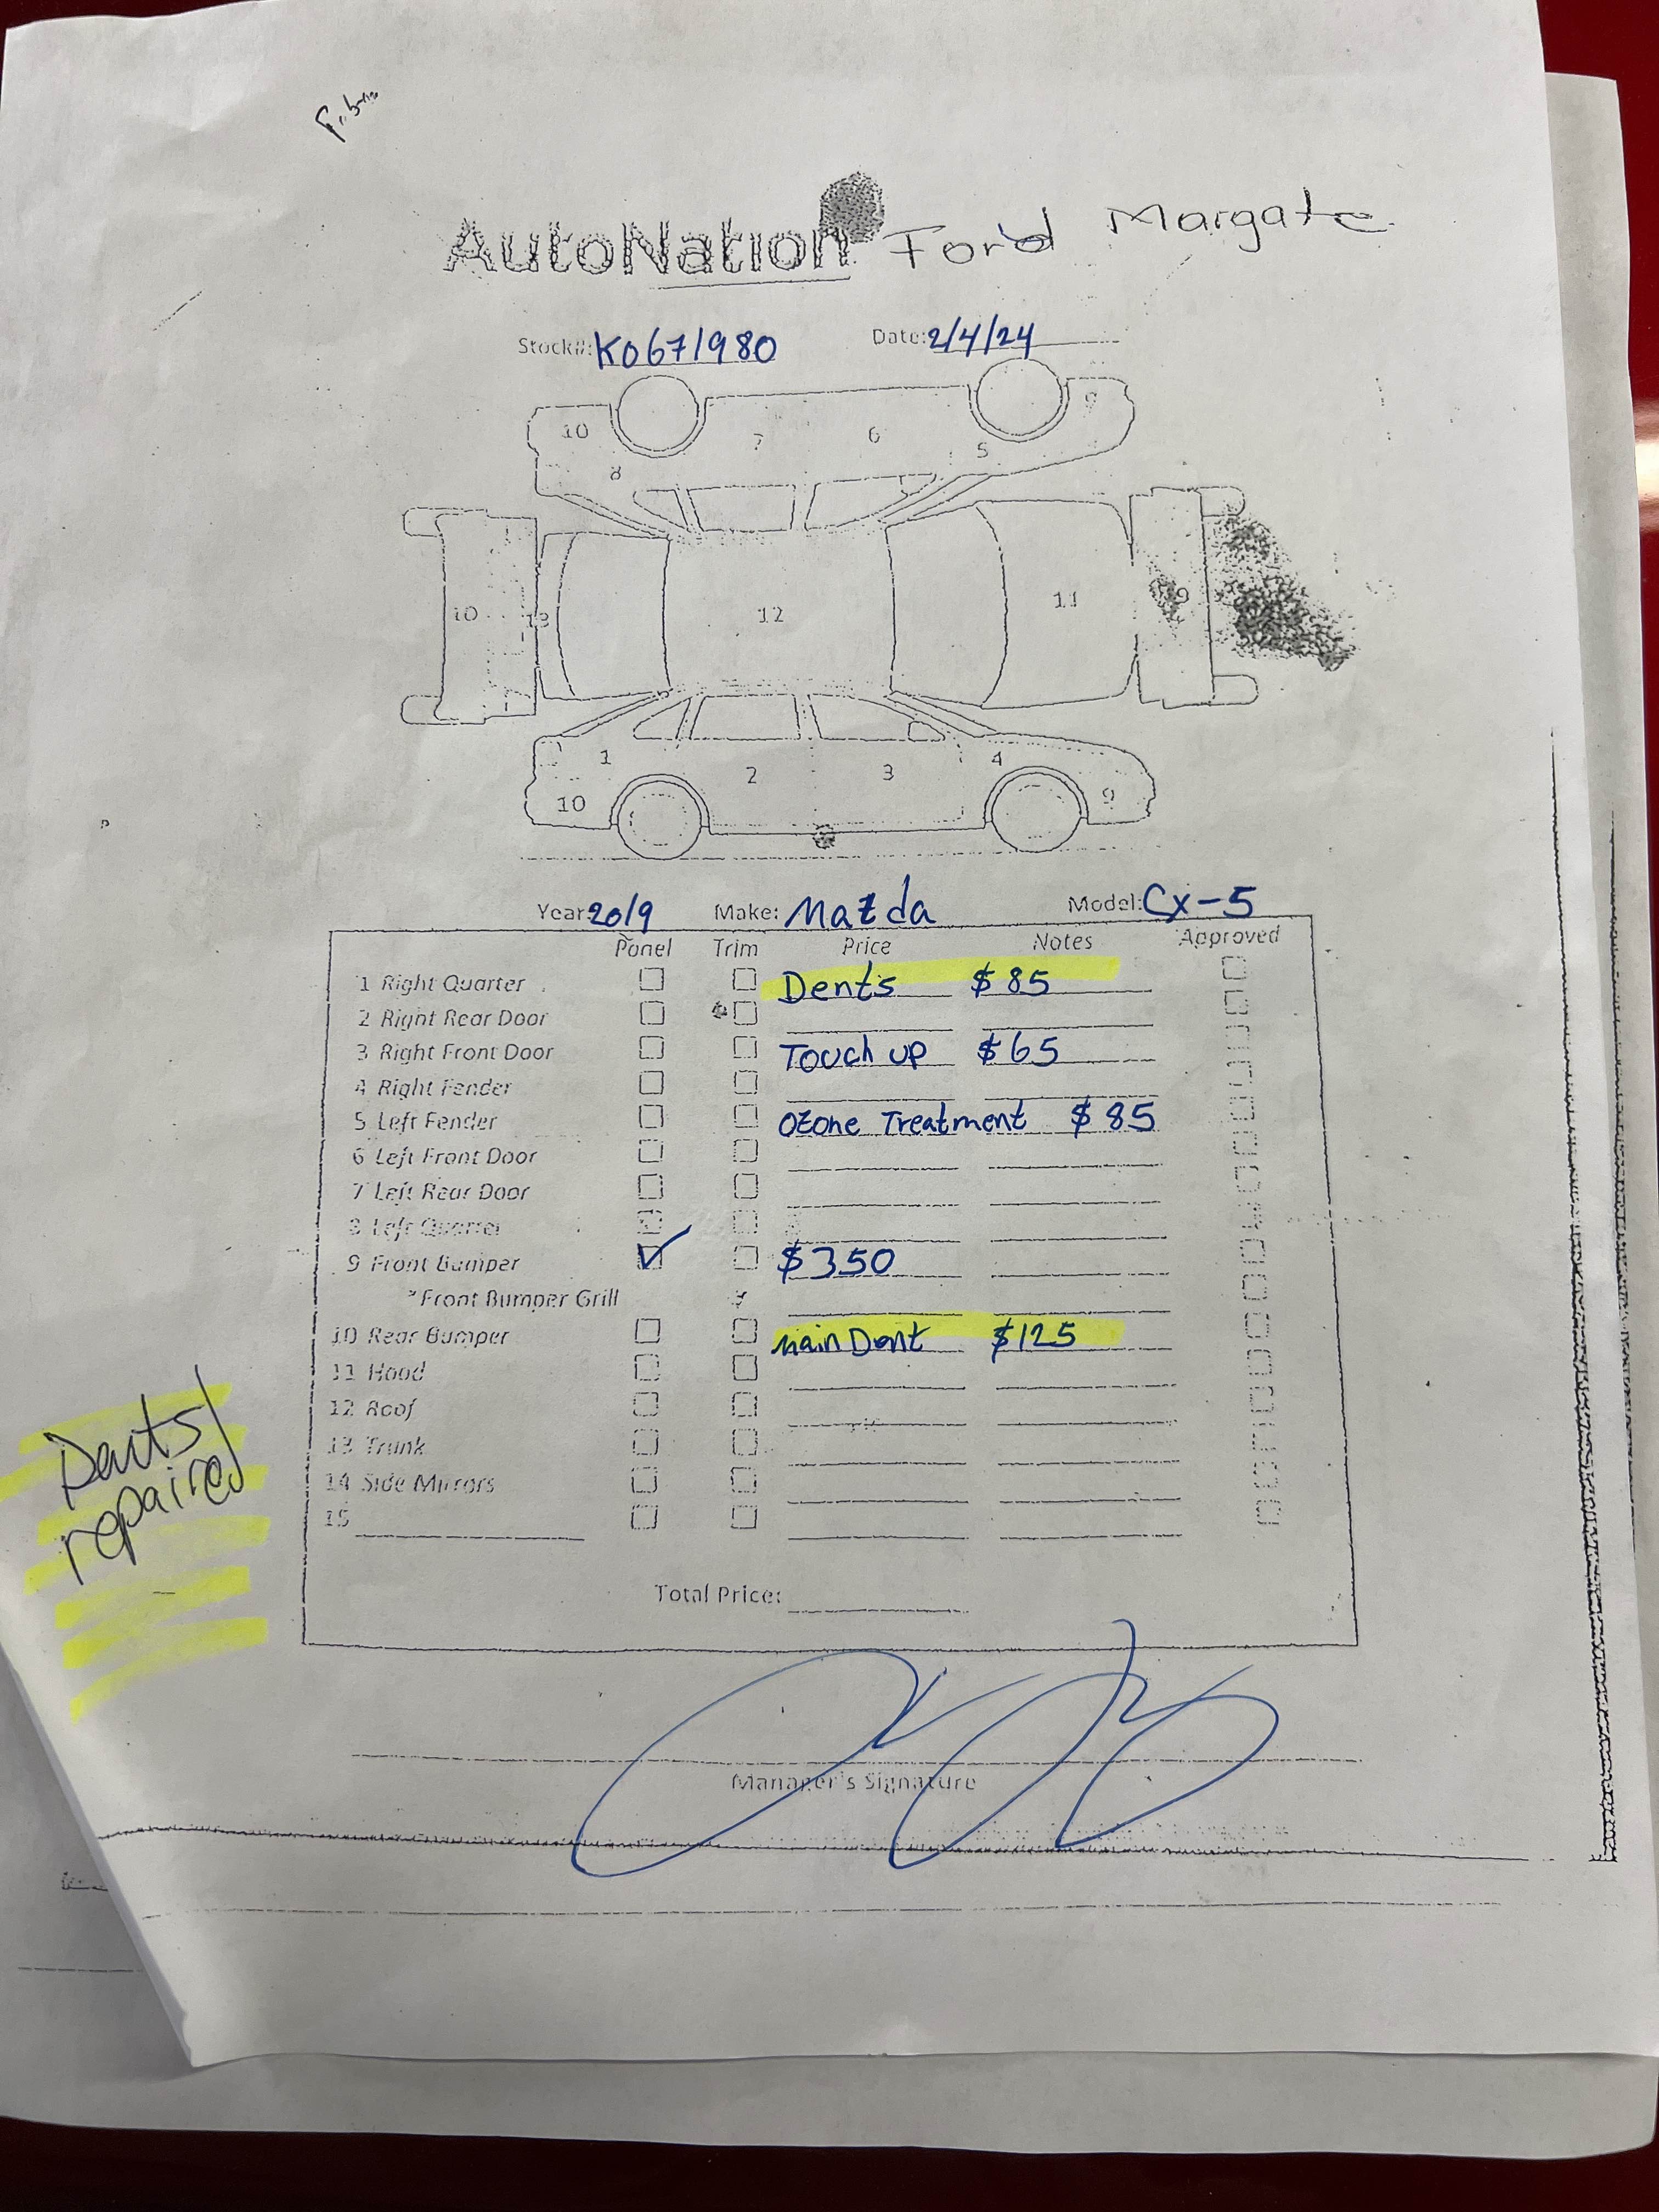 AutoNation Ford Margate
Stock#: K0671980 Date: 2/4/24
10 7 6 5 9
8
10 13 12 11 9
1 2 3 4
10 9
Year: 2019 Make: Mazda Model: CX-5
Panel Trim Price Notes Approved
1 Right Quarter Dents $85
2 Right Rear Door
3 Right Front Door Touch up $65
4 Right Fender
5 Left Fender Ozone Treatment $85
6 Left Front Door
7 Left Rear Door
8 Left Quarter
9 Front Bumper $350
*Front Bumper Grill
10 Rear Bumper main Dent $125
11 Hood
12 Roof
13 Trunk
14 Side Mirrors
15
Total Price:
Dents
repaired
Manager's Signature